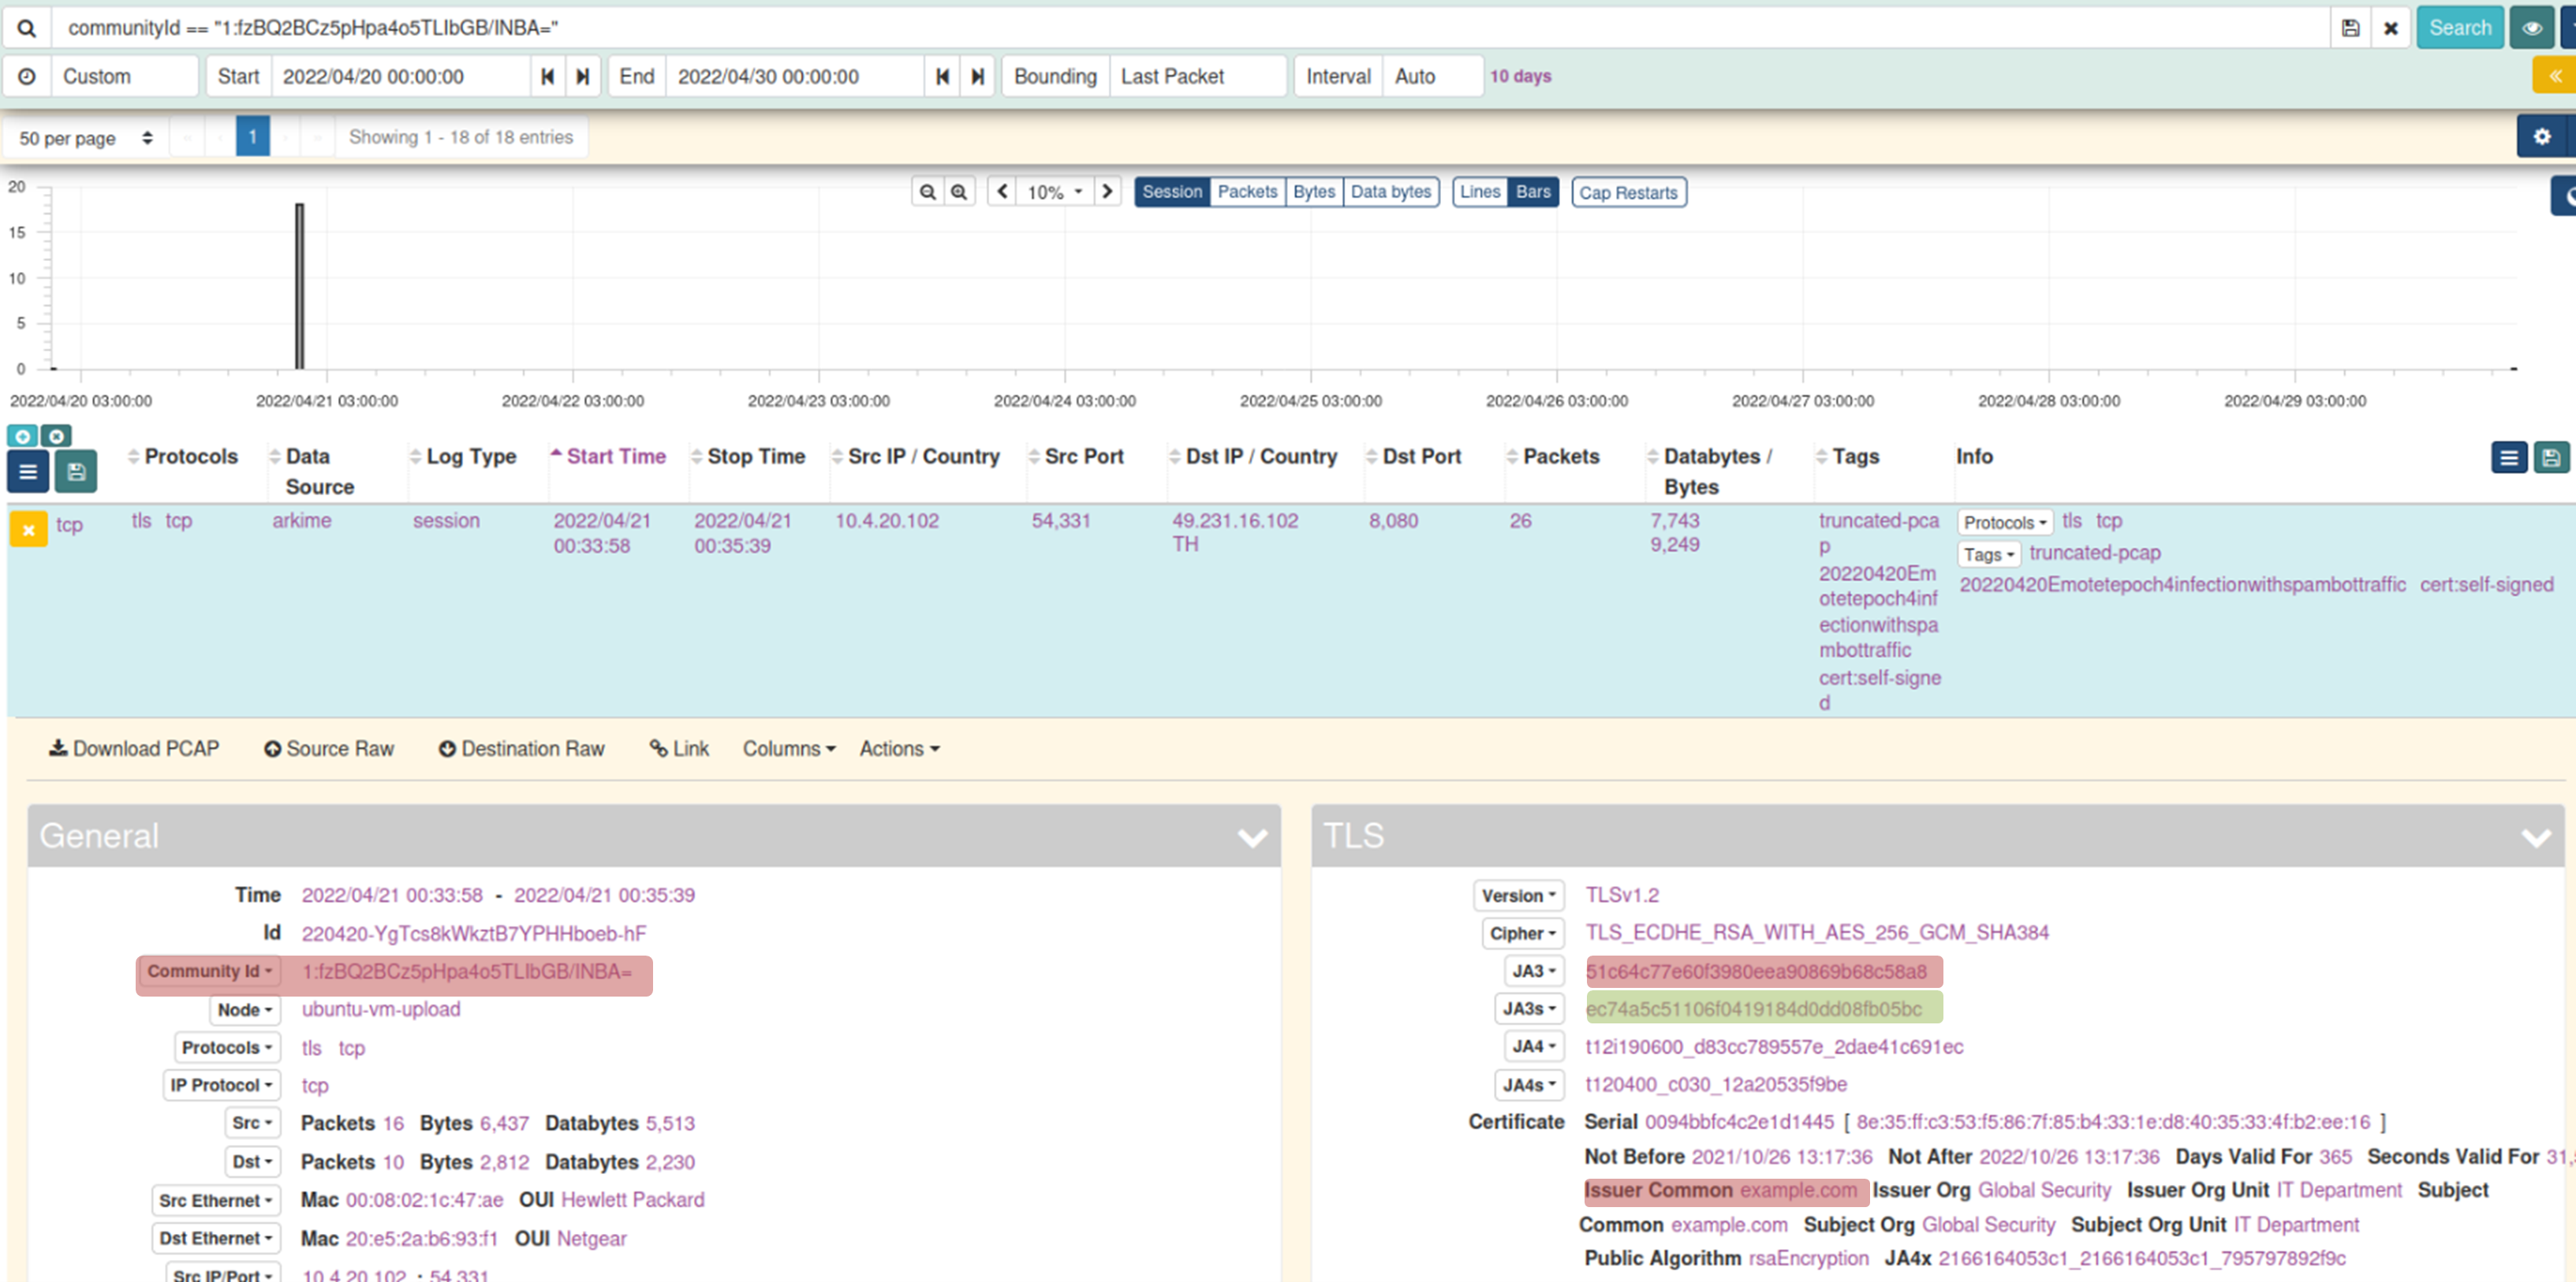 communityId == "1:fzBQ2BCz5pHpa4o5TLIbGB/INBA=" Search
Custom Start 2022/04/20 00:00:00 End 2022/04/30 00:00:00 Bounding Last Packet Interval Auto 10 days
50 per page « ‹ 1 › » Showing 1 - 18 of 18 entries
10% Session Packets Bytes Data bytes Lines Bars Cap Restarts
20
15
10
5
0
2022/04/20 03:00:00 2022/04/21 03:00:00 2022/04/22 03:00:00 2022/04/23 03:00:00 2022/04/24 03:00:00 2022/04/25 03:00:00 2022/04/26 03:00:00 2022/04/27 03:00:00 2022/04/28 03:00:00 2022/04/29 03:00:00
Protocols Data Source Log Type Start Time Stop Time Src IP / Country Src Port Dst IP / Country Dst Port Packets Databytes / Bytes Tags Info
tcp
tls tcp
arkime
session
2022/04/21
00:33:58
2022/04/21
00:35:39
10.4.20.102
54,331
49.231.16.102
TH
8,080
26
7,743
9,249
truncated-pca
p
20220420Em
otetepoch4inf
ectionwithspa
mbottraffic
cert:self-signe
d
Protocols tls tcp
Tags truncated-pcap
20220420Emotetepoch4infectionwithspambottraffic cert:self-signed
Download PCAP Source Raw Destination Raw Link Columns Actions
General
Time 2022/04/21 00:33:58 - 2022/04/21 00:35:39
Id 220420-YgTcs8kWkztB7YPHHboeb-hF
Community Id 1:fzBQ2BCz5pHpa4o5TLIbGB/INBA=
Node ubuntu-vm-upload
Protocols tls tcp
IP Protocol tcp
Src Packets 16 Bytes 6,437 Databytes 5,513
Dst Packets 10 Bytes 2,812 Databytes 2,230
Src Ethernet Mac 00:08:02:1c:47:ae OUI Hewlett Packard
Dst Ethernet Mac 20:e5:2a:b6:93:f1 OUI Netgear
Src IP/Port 10.4.20.102 : 54,331
TLS
Version TLSv1.2
Cipher TLS_ECDHE_RSA_WITH_AES_256_GCM_SHA384
JA3 51c64c77e60f3980eea90869b68c58a8
JA3s ec74a5c51106f0419184d0dd08fb05bc
JA4 t12i190600_d83cc789557e_2dae41c691ec
JA4s t120400_c030_12a20535f9be
Certificate Serial 0094bbfc4c2e1d1445 [ 8e:35:ff:c3:53:f5:86:7f:85:b4:33:1e:d8:40:35:33:4f:b2:ee:16 ]
Not Before 2021/10/26 13:17:36 Not After 2022/10/26 13:17:36 Days Valid For 365 Seconds Valid For 31,
Issuer Common example.com Issuer Org Global Security Issuer Org Unit IT Department Subject
Common example.com Subject Org Global Security Subject Org Unit IT Department
Public Algorithm rsaEncryption JA4x 2166164053c1_2166164053c1_795797892f9c